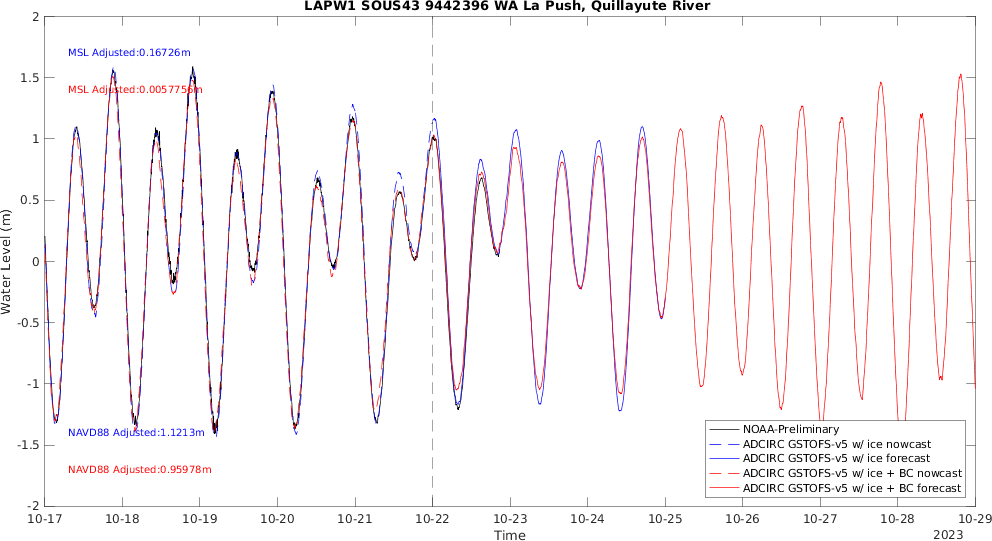 LAPW1 SOUS43 9442396 WA La Push, Quillayute River
MSL Adjusted:0.16726m
MSL Adjusted:0.0057756m
NAVD88 Adjusted:1.1213m
NAVD88 Adjusted:0.95978m
Water Level (m)
2
1.5
1
0.5
0
-0.5
-1
-1.5
-2
NOAA-Preliminary
ADCIRC GSTOFS-v5 w/ ice nowcast
ADCIRC GSTOFS-v5 w/ ice forecast
ADCIRC GSTOFS-v5 w/ ice + BC nowcast
ADCIRC GSTOFS-v5 w/ ice + BC forecast
10-17 10-18 10-19 10-20 10-21 10-22 10-23 10-24 10-25 10-26 10-27 10-28 10-29
Time
2023